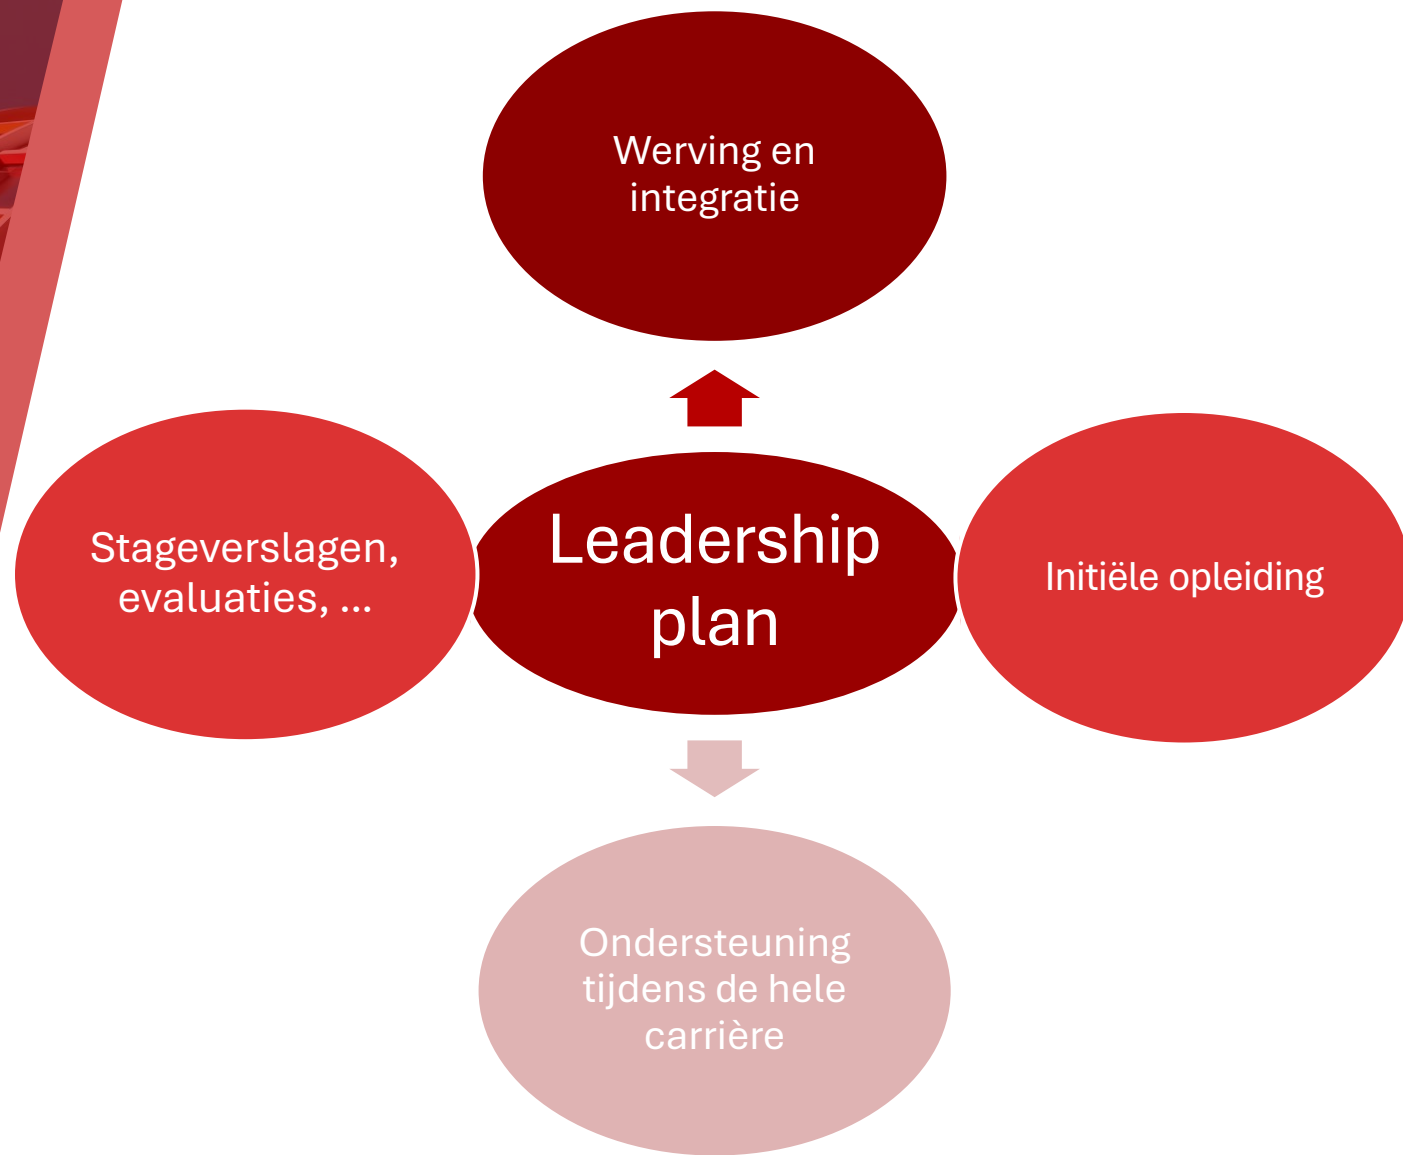 Werving en
integratie
Stageverslagen,
evaluaties, ...
Leadership
plan
Initiële opleiding
Ondersteuning
tijdens de hele
carrière